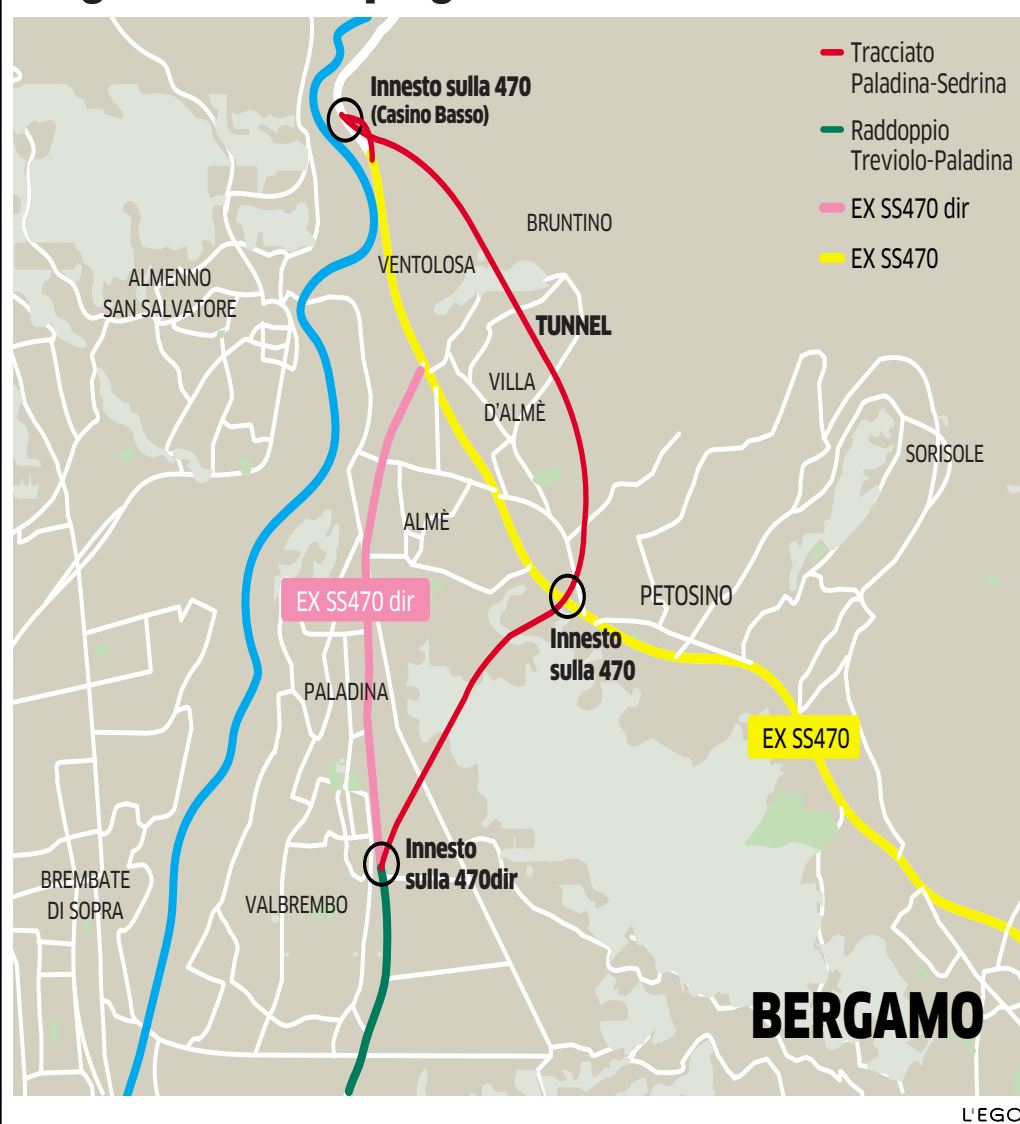 Innesto sulla 470
(Casino Basso)
Tracciato
Paladina-Sedrina
Raddoppio
Treviolo-Paladina
EX SS470 dir
EX SS470
BRUNTINO
VENTOLOSA
ALMENNO
SAN SALVATORE
TUNNEL
VILLA
D'ALMÈ
SORISOLE
ALMÈ
EX SS470 dir
PETOSINO
Innesto
sulla 470
PALADINA
EX SS470
Innesto
sulla 470dir
BREMBATE
DI SOPRA
VALBREMBO
BERGAMO
L'EGO